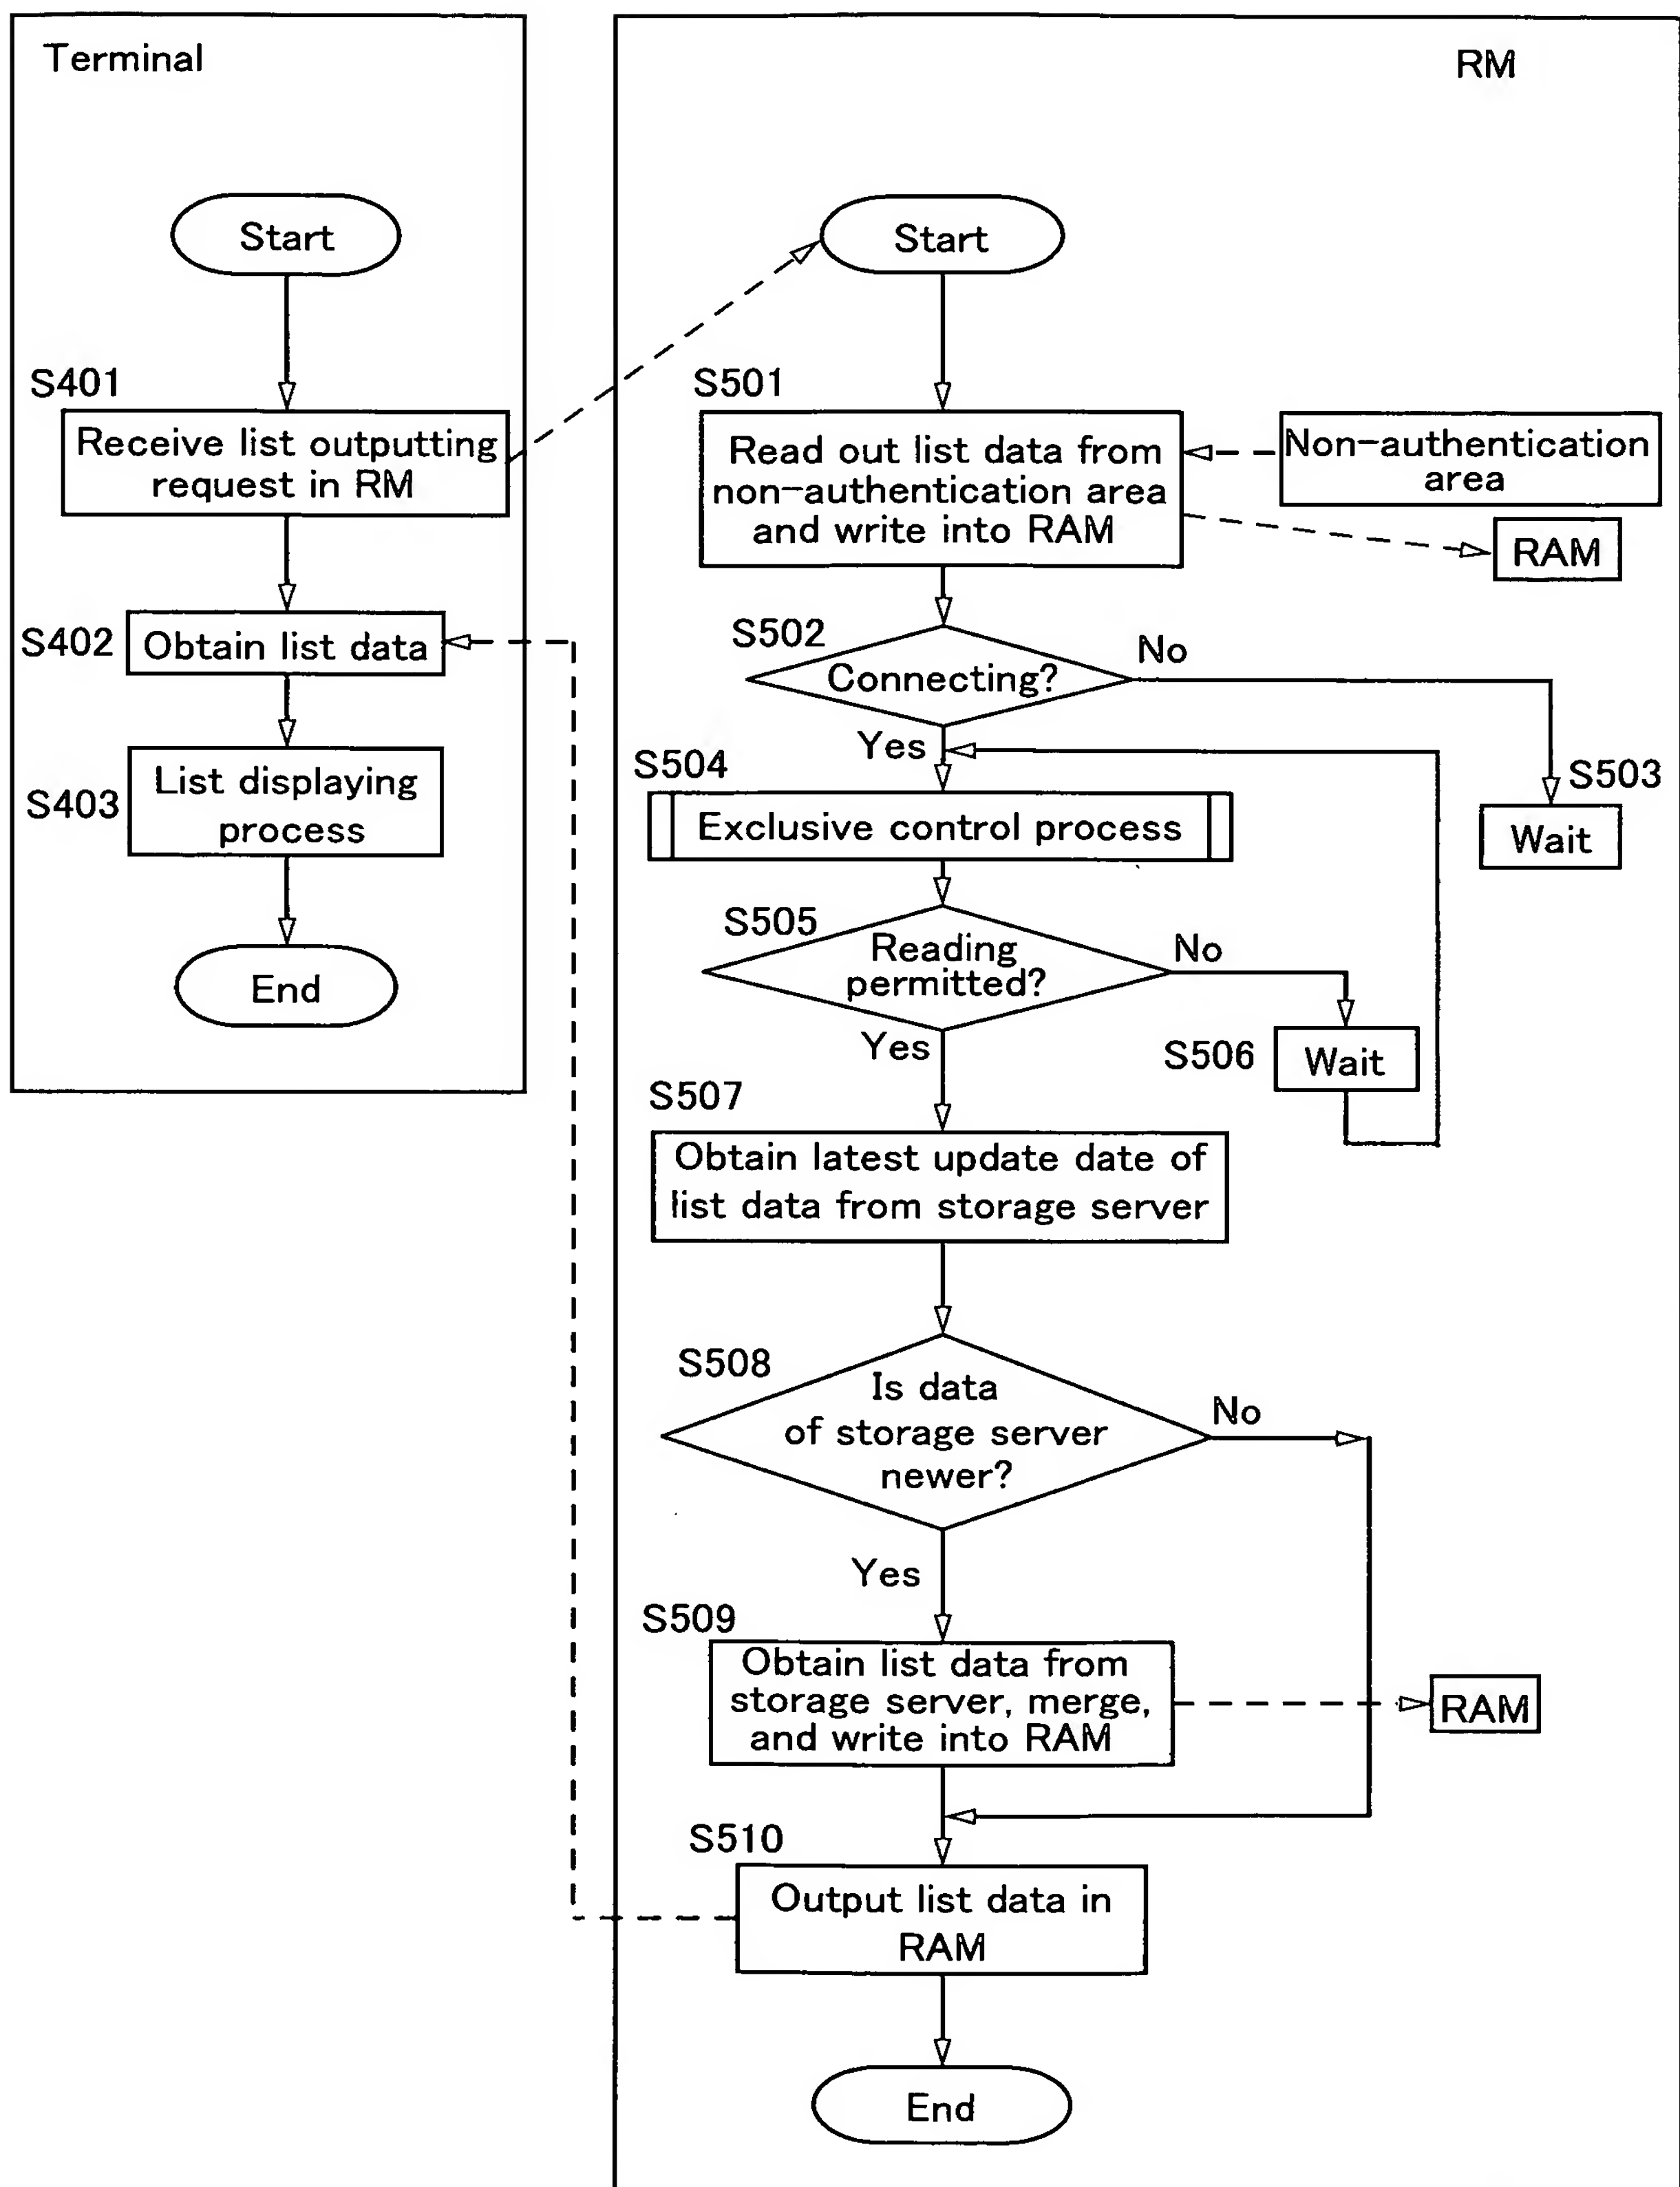 Terminal
Start
S401
Receive list outputting
request in RM
S402
Obtain list data
S403
List displaying
process
End
RM
Start
S501
Read out list data from
non-authentication area
and write into RAM
Non-authentication
area
RAM
S502
Connecting?
No
Yes
S503
Wait
S504
Exclusive control process
S505
Reading
permitted?
No
Yes
S506
Wait
S507
Obtain latest update date of
list data from storage server
S508
Is data
of storage server
newer?
No
Yes
S509
Obtain list data from
storage server, merge,
and write into RAM
RAM
S510
Output list data in
RAM
End